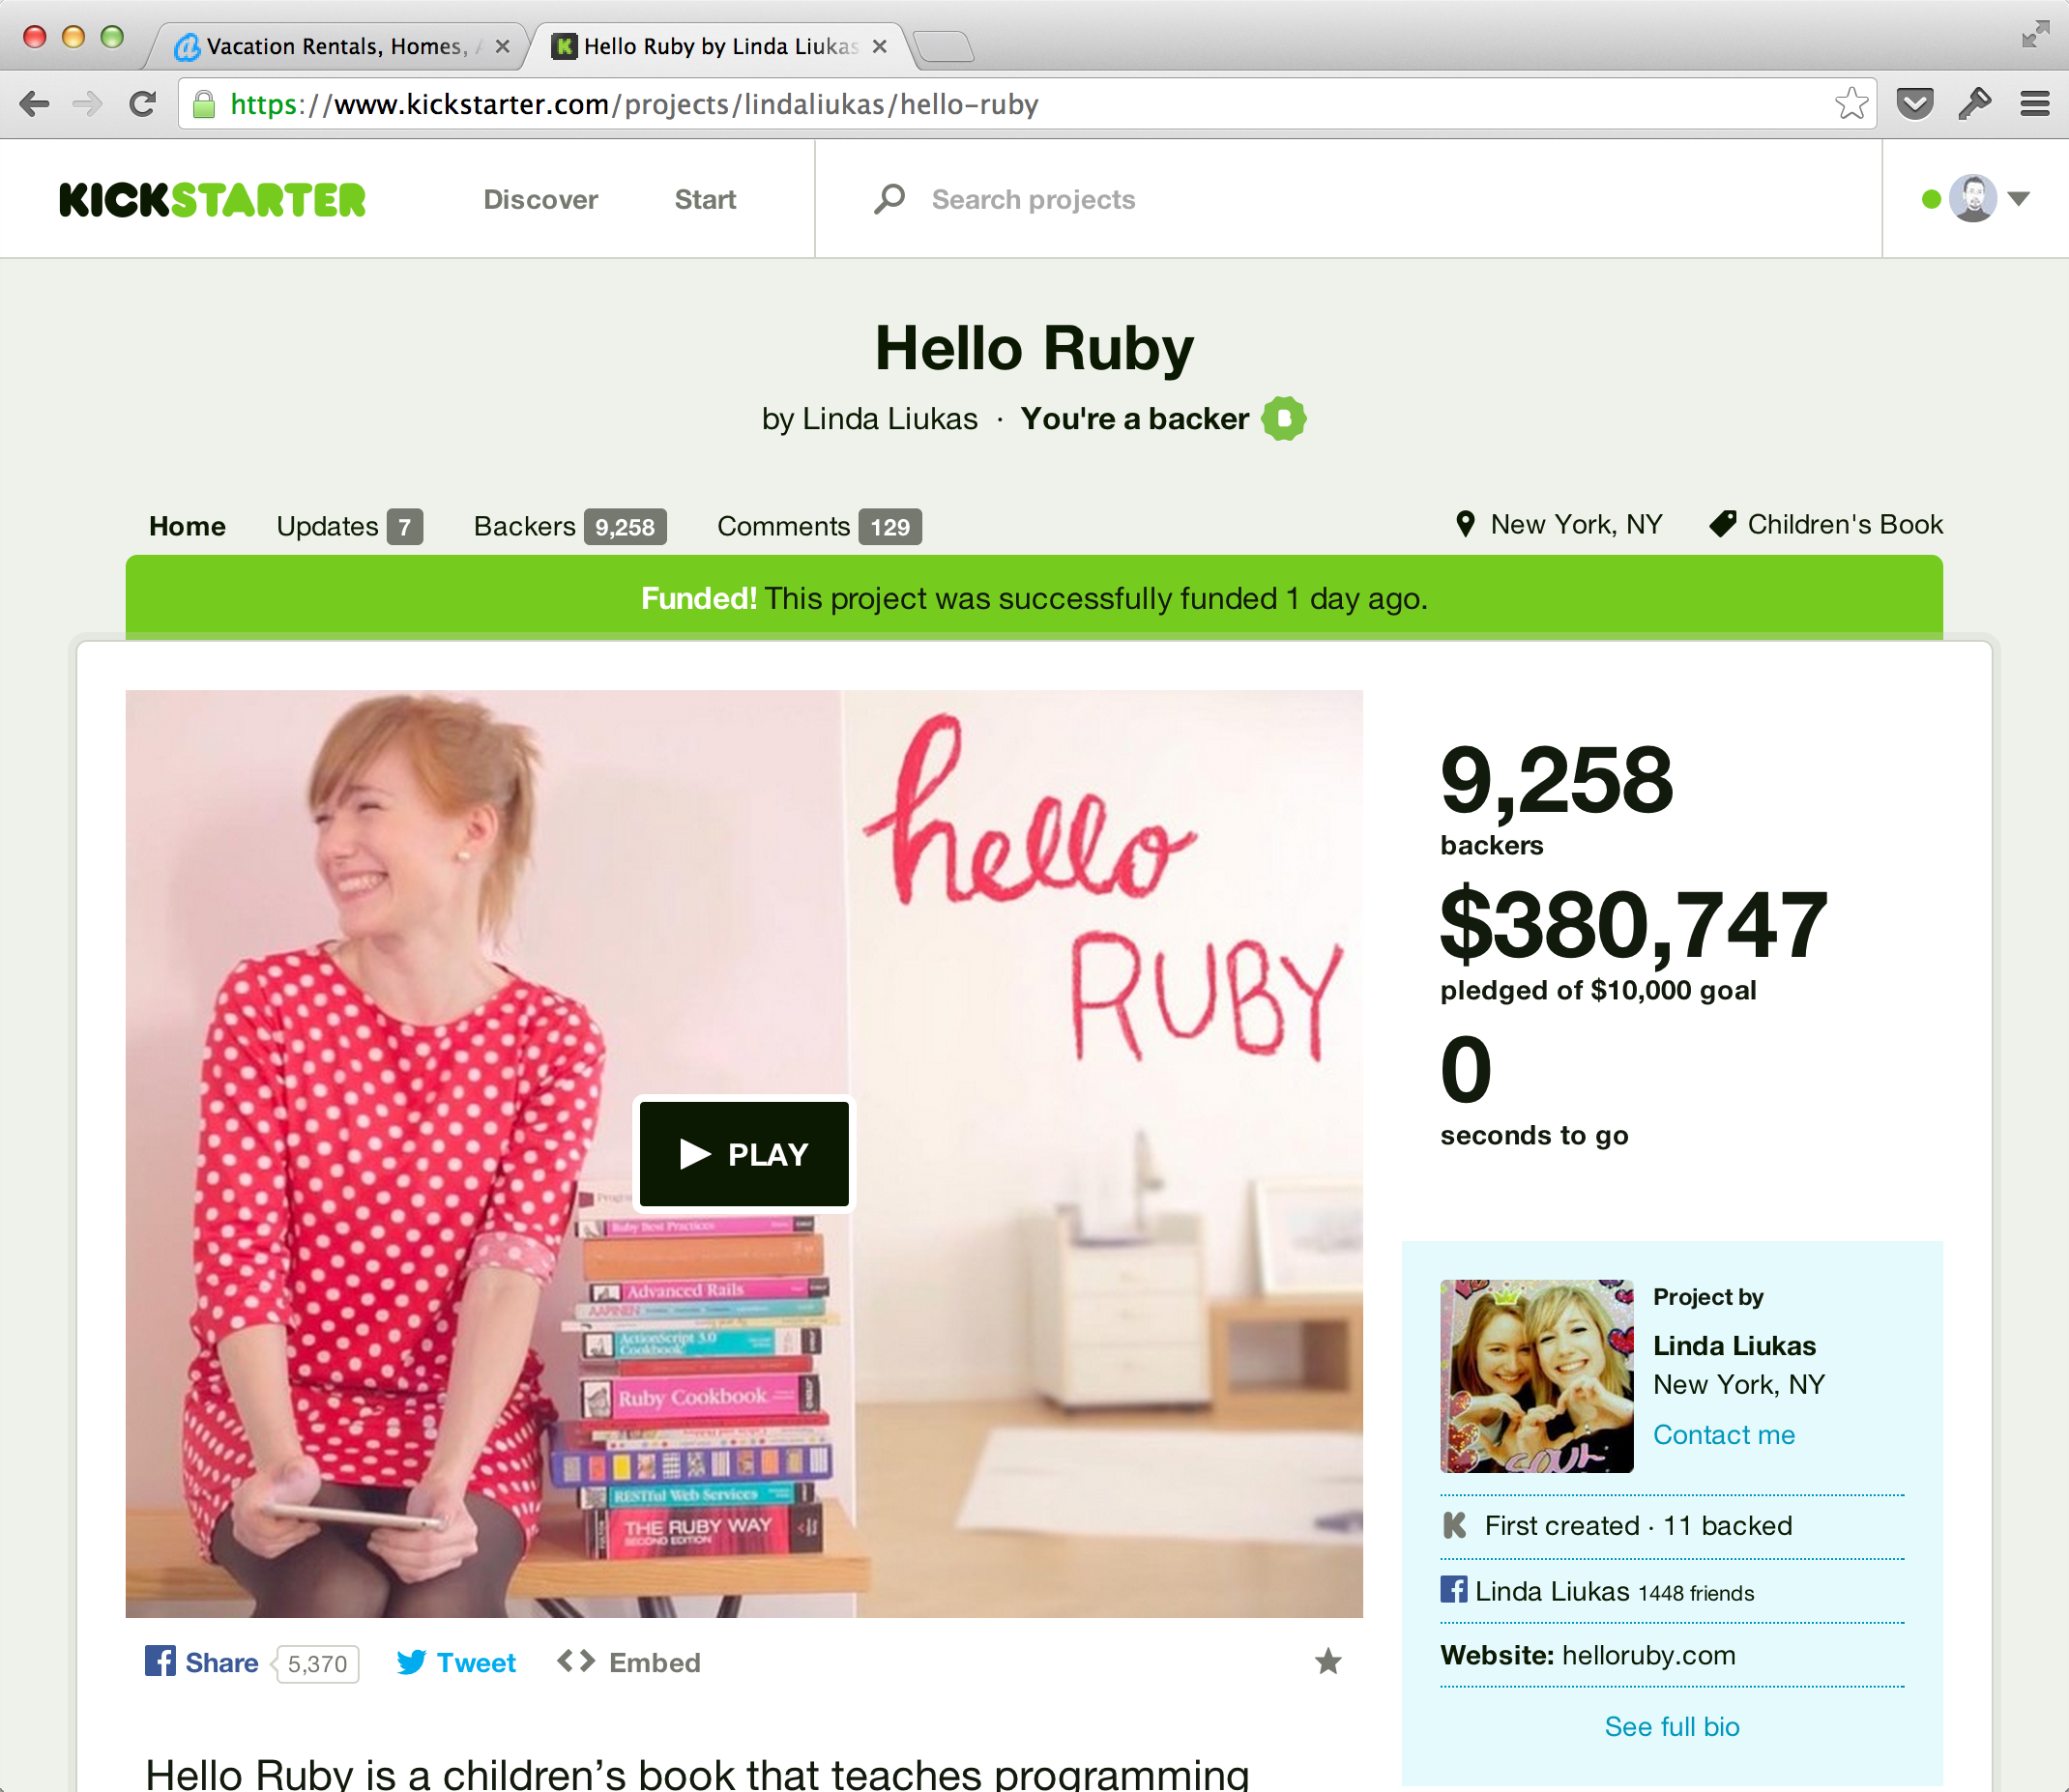 Vacation Rentals, Homes,
Hello Ruby by Linda Liukas
https://www.kickstarter.com/projects/lindaliukas/hello-ruby
KICKSTARTER
Discover
Start
Search projects
Hello Ruby
by Linda Liukas · You're a backer B
Home
Updates 7
Backers 9,258
Comments 129
New York, NY
Children's Book
Funded! This project was successfully funded 1 day ago.
hello
RUBY
PLAY
Ruby Best Practices
Advanced Rails
AAPINEN
ActionScript 3.0
Cookbook
Ruby Cookbook
RESTful Web Services
THE RUBY WAY
SECOND EDITION
9,258
backers
$380,747
pledged of $10,000 goal
0
seconds to go
Project by
Linda Liukas
New York, NY
Contact me
First created · 11 backed
Linda Liukas 1448 friends
Website: helloruby.com
See full bio
Share 5,370
Tweet
Embed
Hello Ruby is a children's book that teaches programming